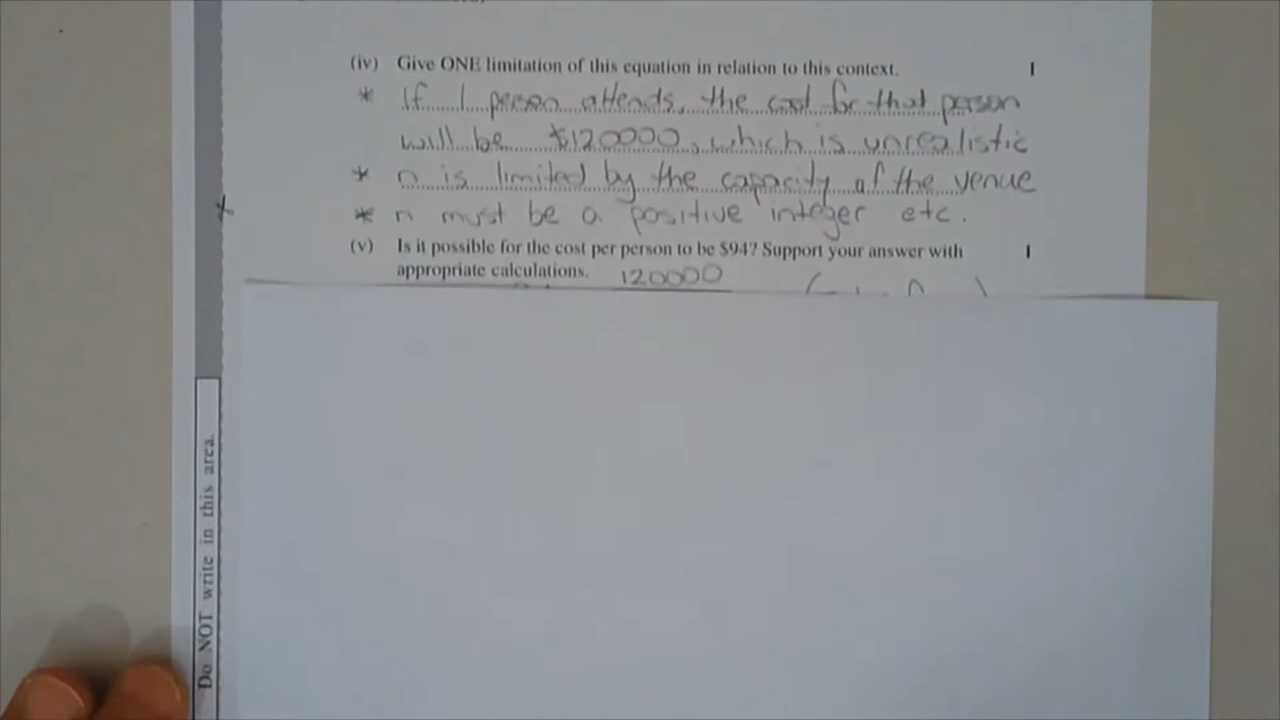 (iv) Give ONE limitation of this equation in relation to this context. 1
* If 1 person attends, the cost for that person
will be $120000, which is unrealistic
* n is limited by the capacity of the venue
* n must be a positive integer etc.
(v) Is it possible for the cost per person to be $94? Support your answer with 1
appropriate calculations. 120000
Do NOT write in this area.